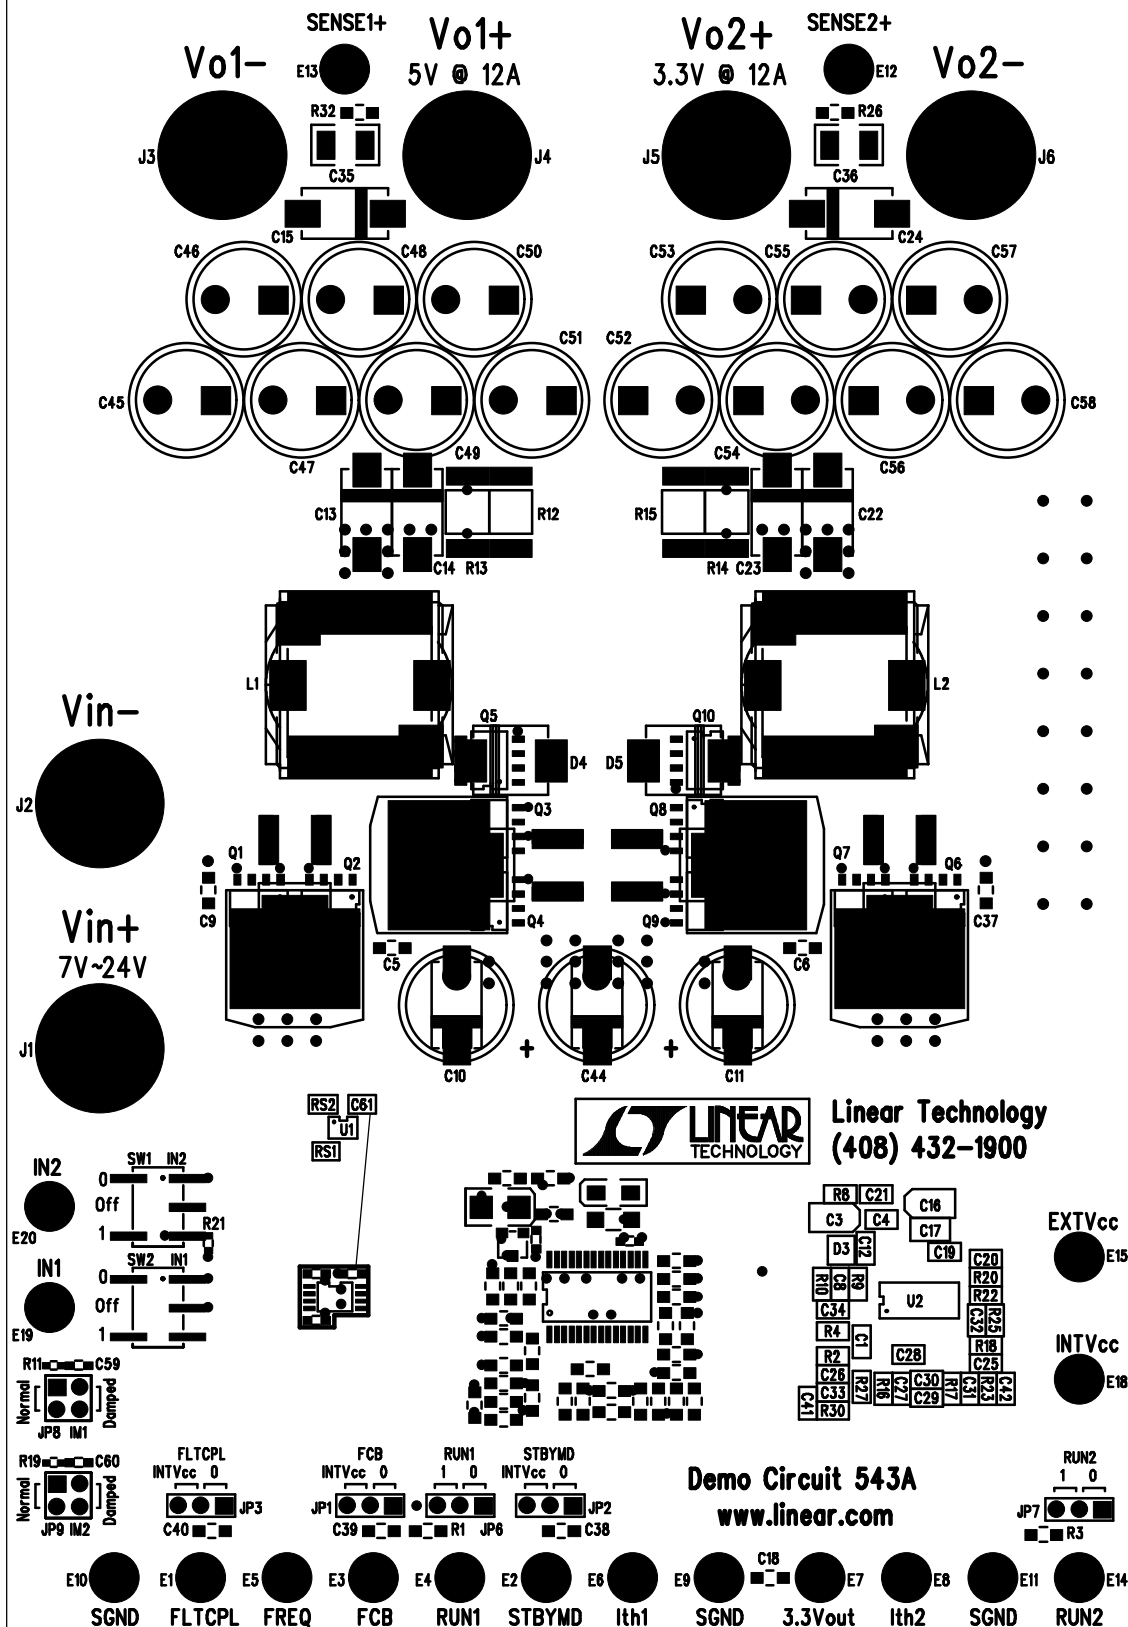 SENSE1+ SENSE2+
Vo1- Vo1+ Vo2+ Vo2-
E13 5V @ 12A 3.3V @ 12A E12
R32 R26
J3 J4 J5 J6
C35 C36
C15 C24
C46 C48 C50 C53 C55 C57
C51 C52
C45 C58
C47 C49 C54 C56
C13 R12 R15 C22
C14 R13 R14 C23
L1 L2
Vin-
Q5 Q10
D4 D5
J2 Q3 Q8
Q1 Q2 Q7 Q6
C9 Q4 Q9 C37
Vin+
7V~24V
C5 C6
J1
+ +
C10 C44 C11
RS2 C61
U1
RS1
LINEAR
TECHNOLOGY
Linear Technology
(408) 432-1900
IN2 SW1 IN2
0
Off
1
E20 R21
IN1 SW2 IN1
0
Off
1
E19
R6 C21
C3 C4 C16
C17
D3 C12 C19
C20
R10 C8 R9 R20
R22
U2
C34 C32 R25
R4 C1
R18
R2 C28 C25
C26
C33 R27 R16 C27 C30 R17 C31 R23 C42
C29
C41 R30
EXTVcc
E15
INTVcc
E18
R11 C59
Normal Damped
JP8 IM1
R19 C60
Normal Damped
JP9 IM2
FLTCPL
INTVcc 0
JP3
C40
FCB
INTVcc 0
JP1
C39
RUN1
1 0
R1 JP6
STBYMD
INTVcc 0
JP2
C38
Demo Circuit 543A
www.linear.com
RUN2
1 0
JP7
R3
C18
E10 E1 E5 E3 E4 E2 E6 E9 E7 E8 E11 E14
SGND FLTCPL FREQ FCB RUN1 STBYMD Ith1 SGND 3.3Vout Ith2 SGND RUN2